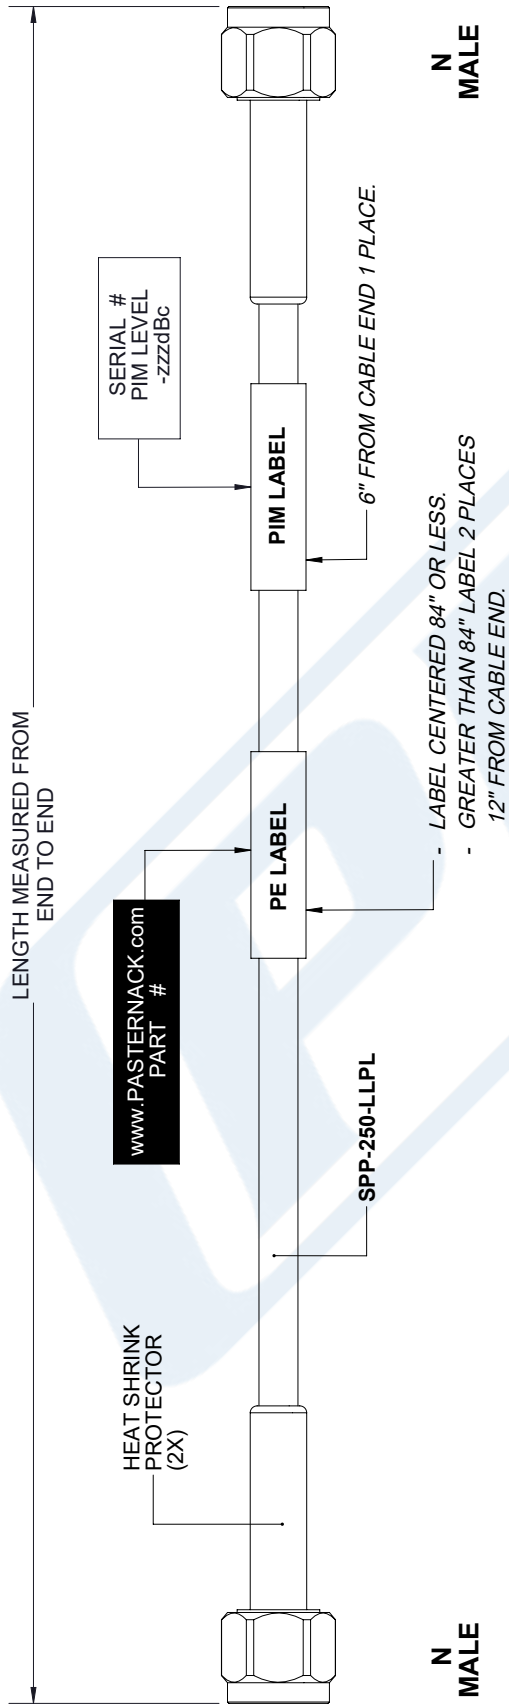 LENGTH MEASURED FROM
END TO END
HEAT SHRINK
PROTECTOR
(2X)
www.PASTERNACK.com
PART #
SERIAL #
PIM LEVEL
-zzzdBc
PE LABEL
PIM LABEL
SPP-250-LLPL
6" FROM CABLE END 1 PLACE.
- LABEL CENTERED 84" OR LESS.
- GREATER THAN 84" LABEL 2 PLACES
12" FROM CABLE END.
N
MALE
N
MALE